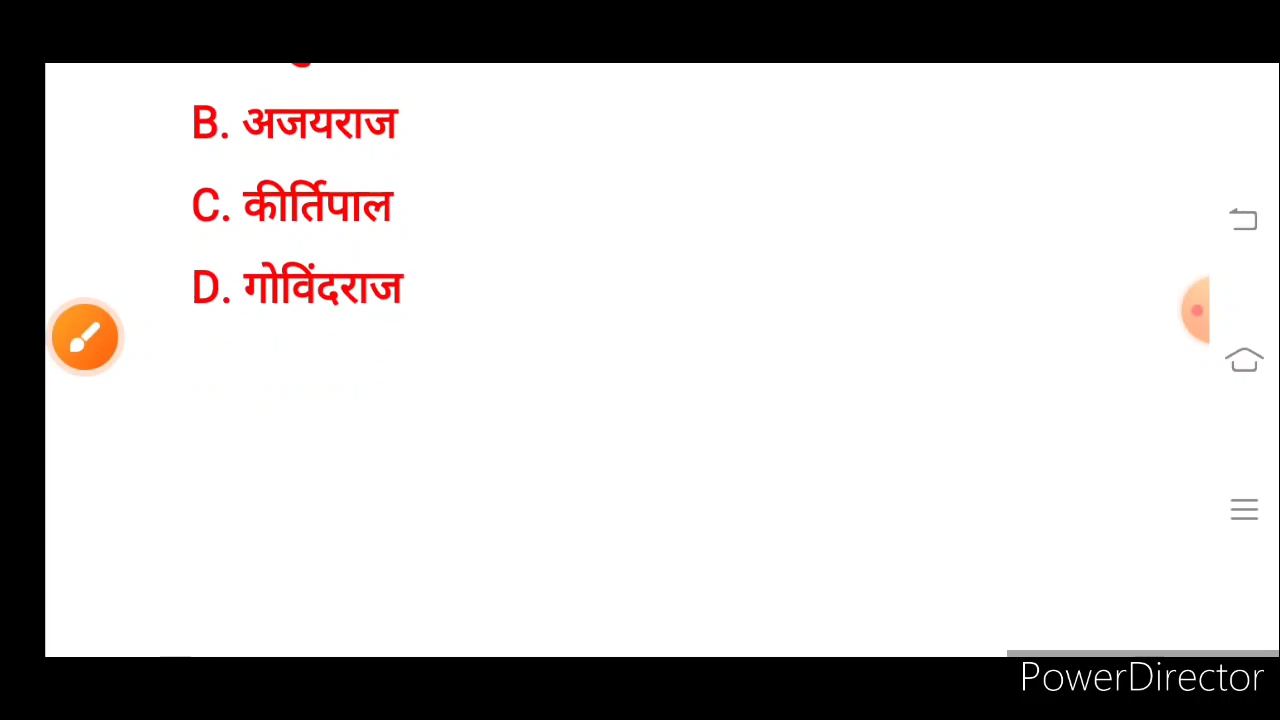 B. अजयराज
C. कीर्तिपाल
D. गोविंदराज
PowerDirector